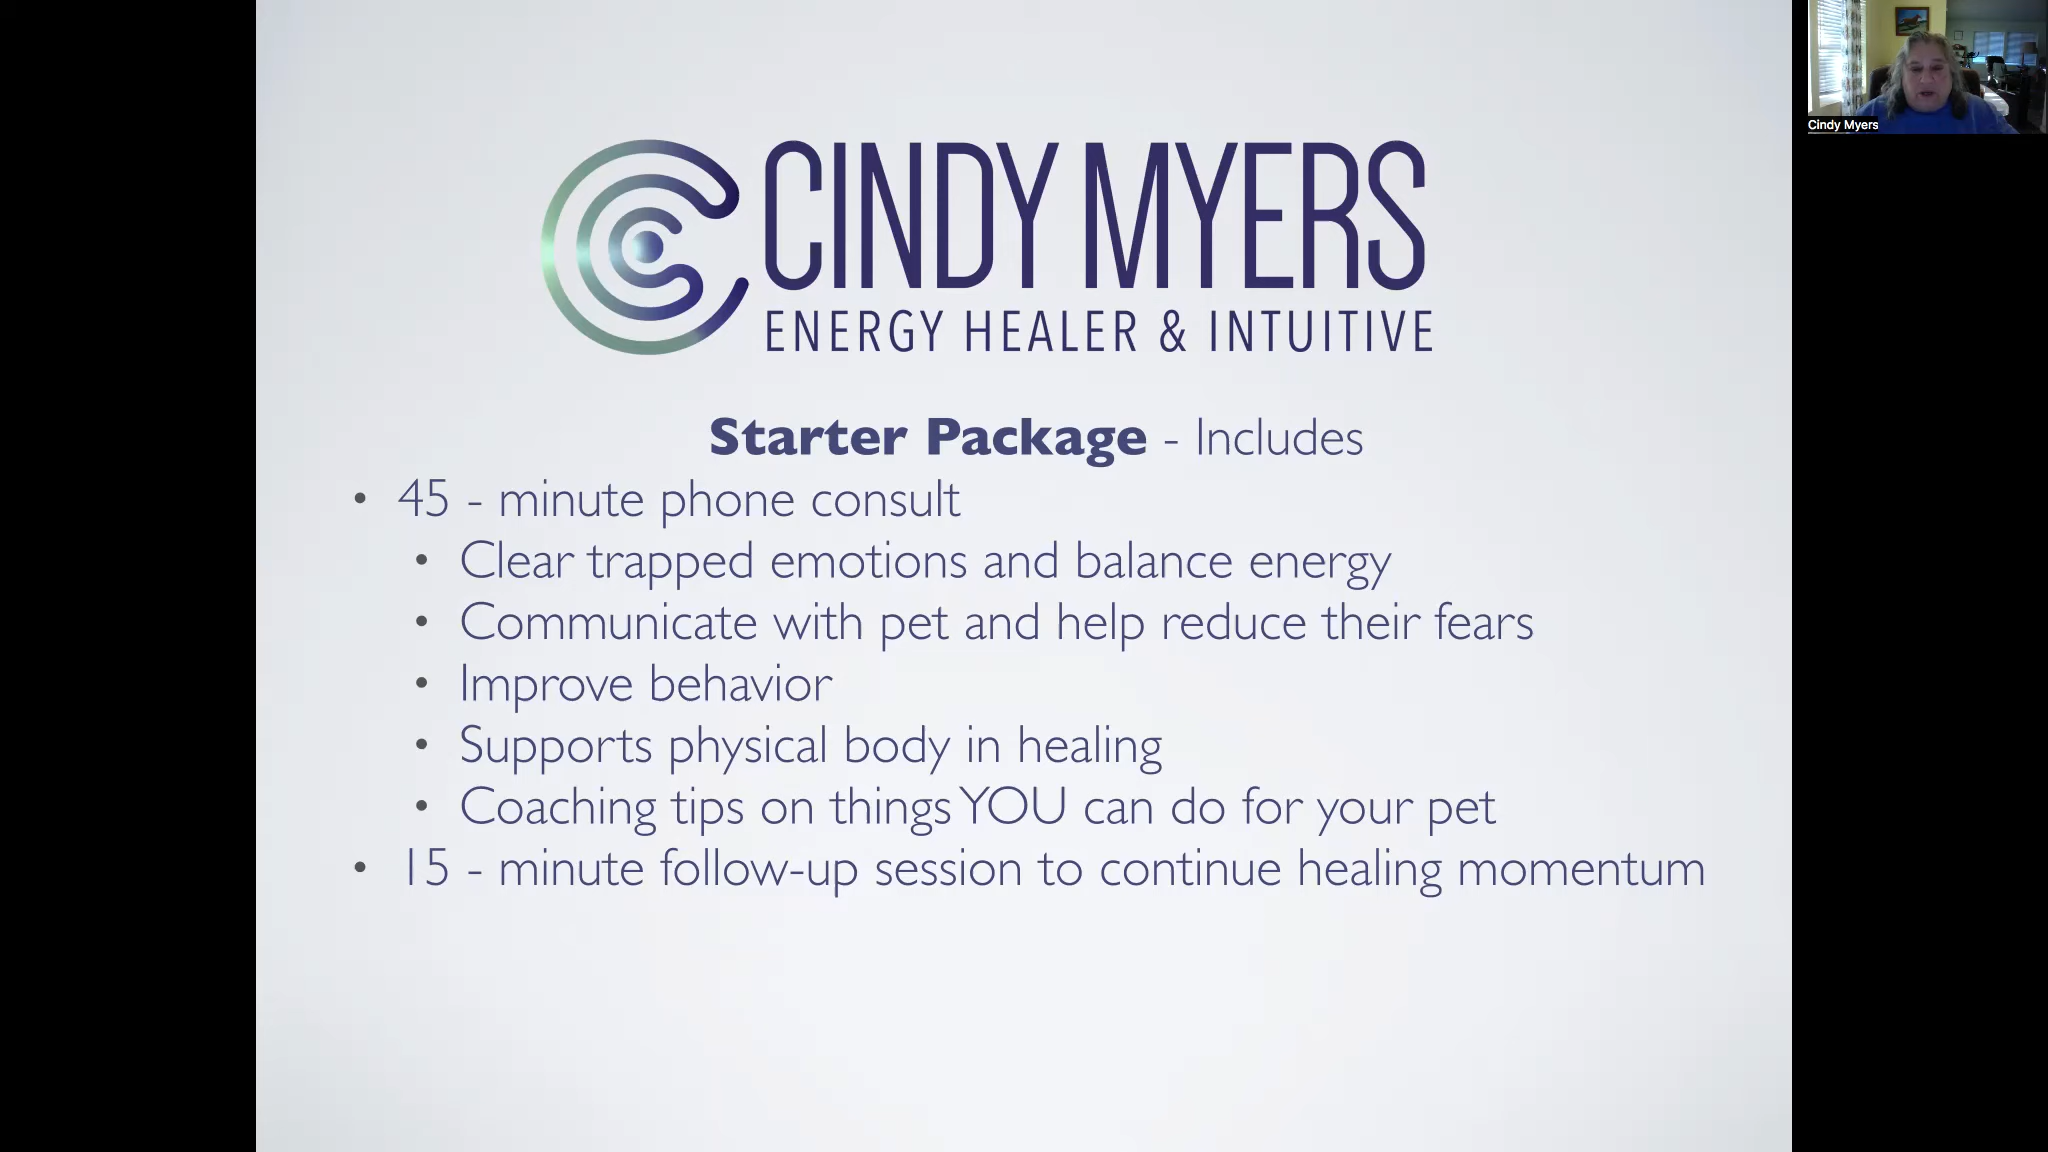 CINDY MYERS
ENERGY HEALER & INTUITIVE
Starter Package - Includes
• 45 - minute phone consult
• Clear trapped emotions and balance energy
• Communicate with pet and help reduce their fears
• Improve behavior
• Supports physical body in healing
• Coaching tips on things YOU can do for your pet
• 15 - minute follow-up session to continue healing momentum
Cindy Myers